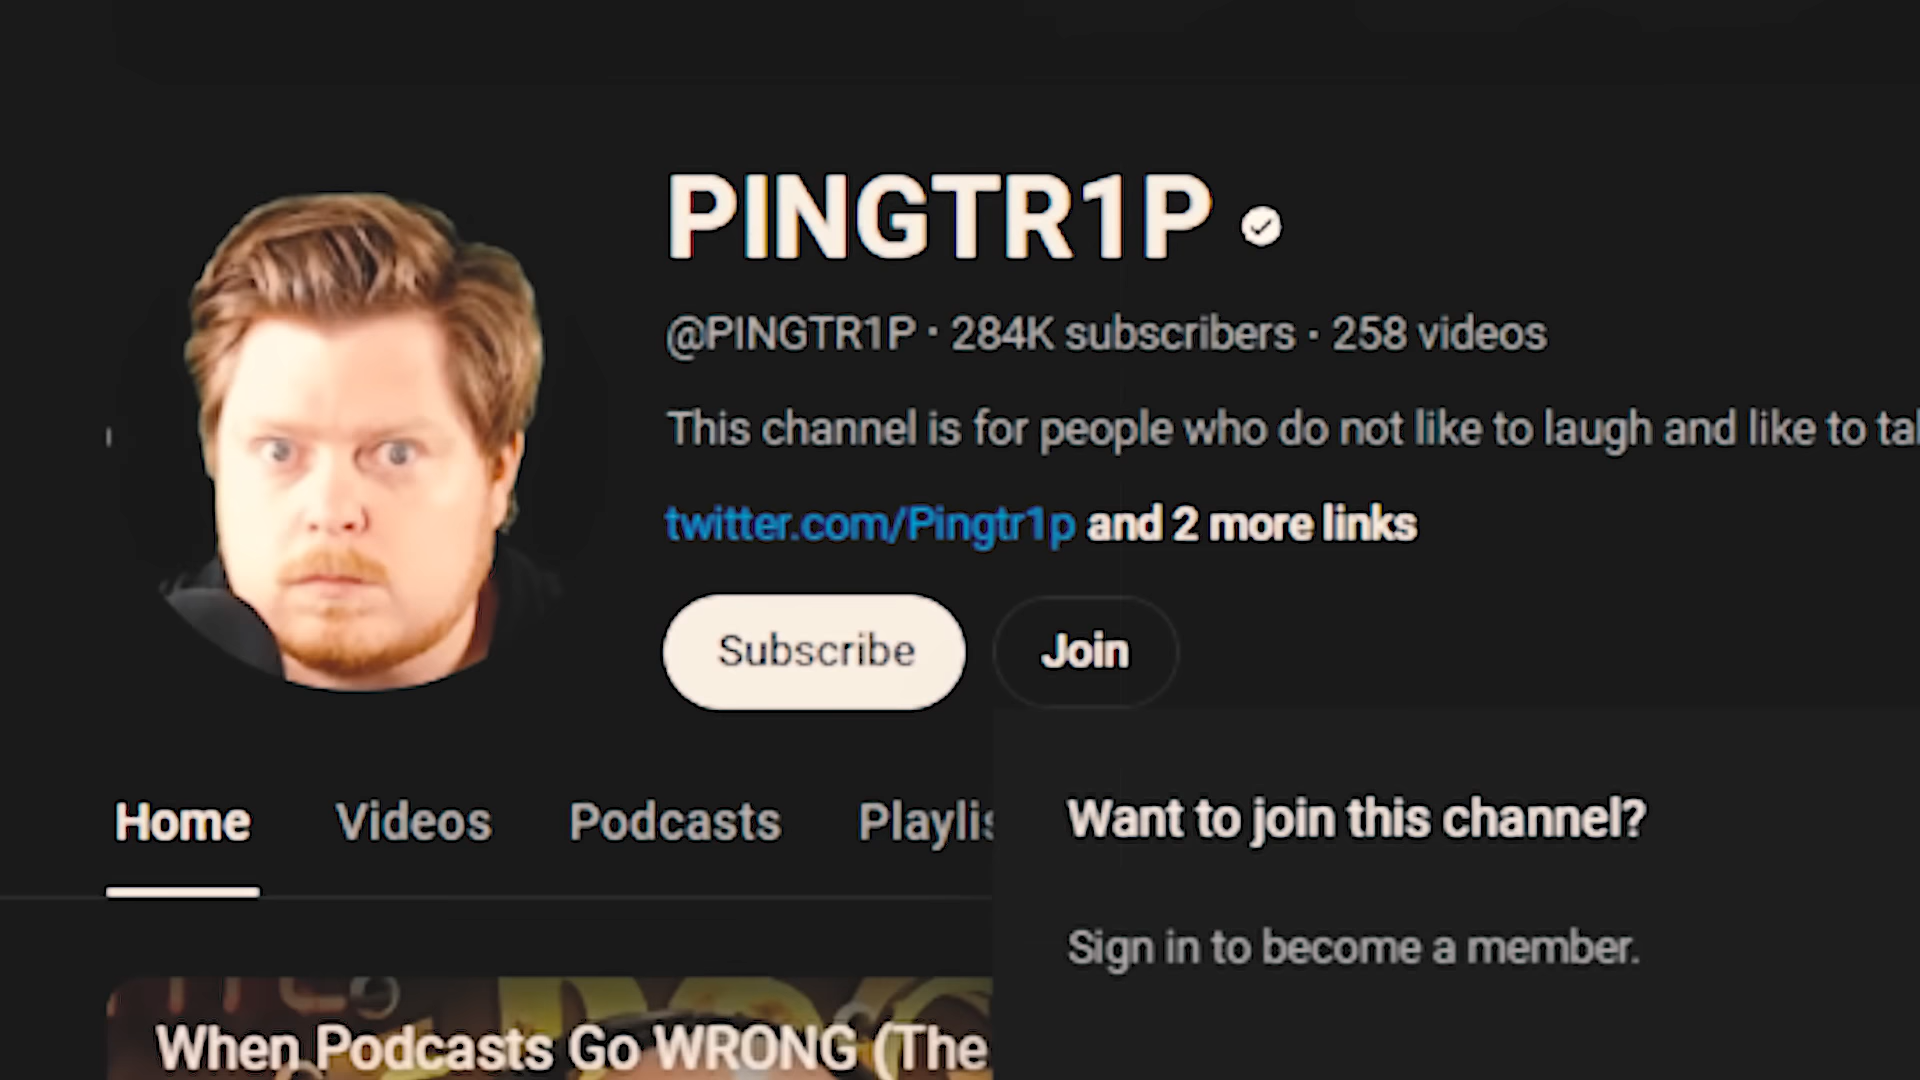 PINGTR1P
@PINGTR1P · 284K subscribers · 258 videos
This channel is for people who do not like to laugh and like to
twitter.com/Pingtr1p and 2 more links
Subscribe
Join
Home
Videos
Podcasts
Want to join this channel?
Sign in to become a member.
When Podcasts Go WRONG (The